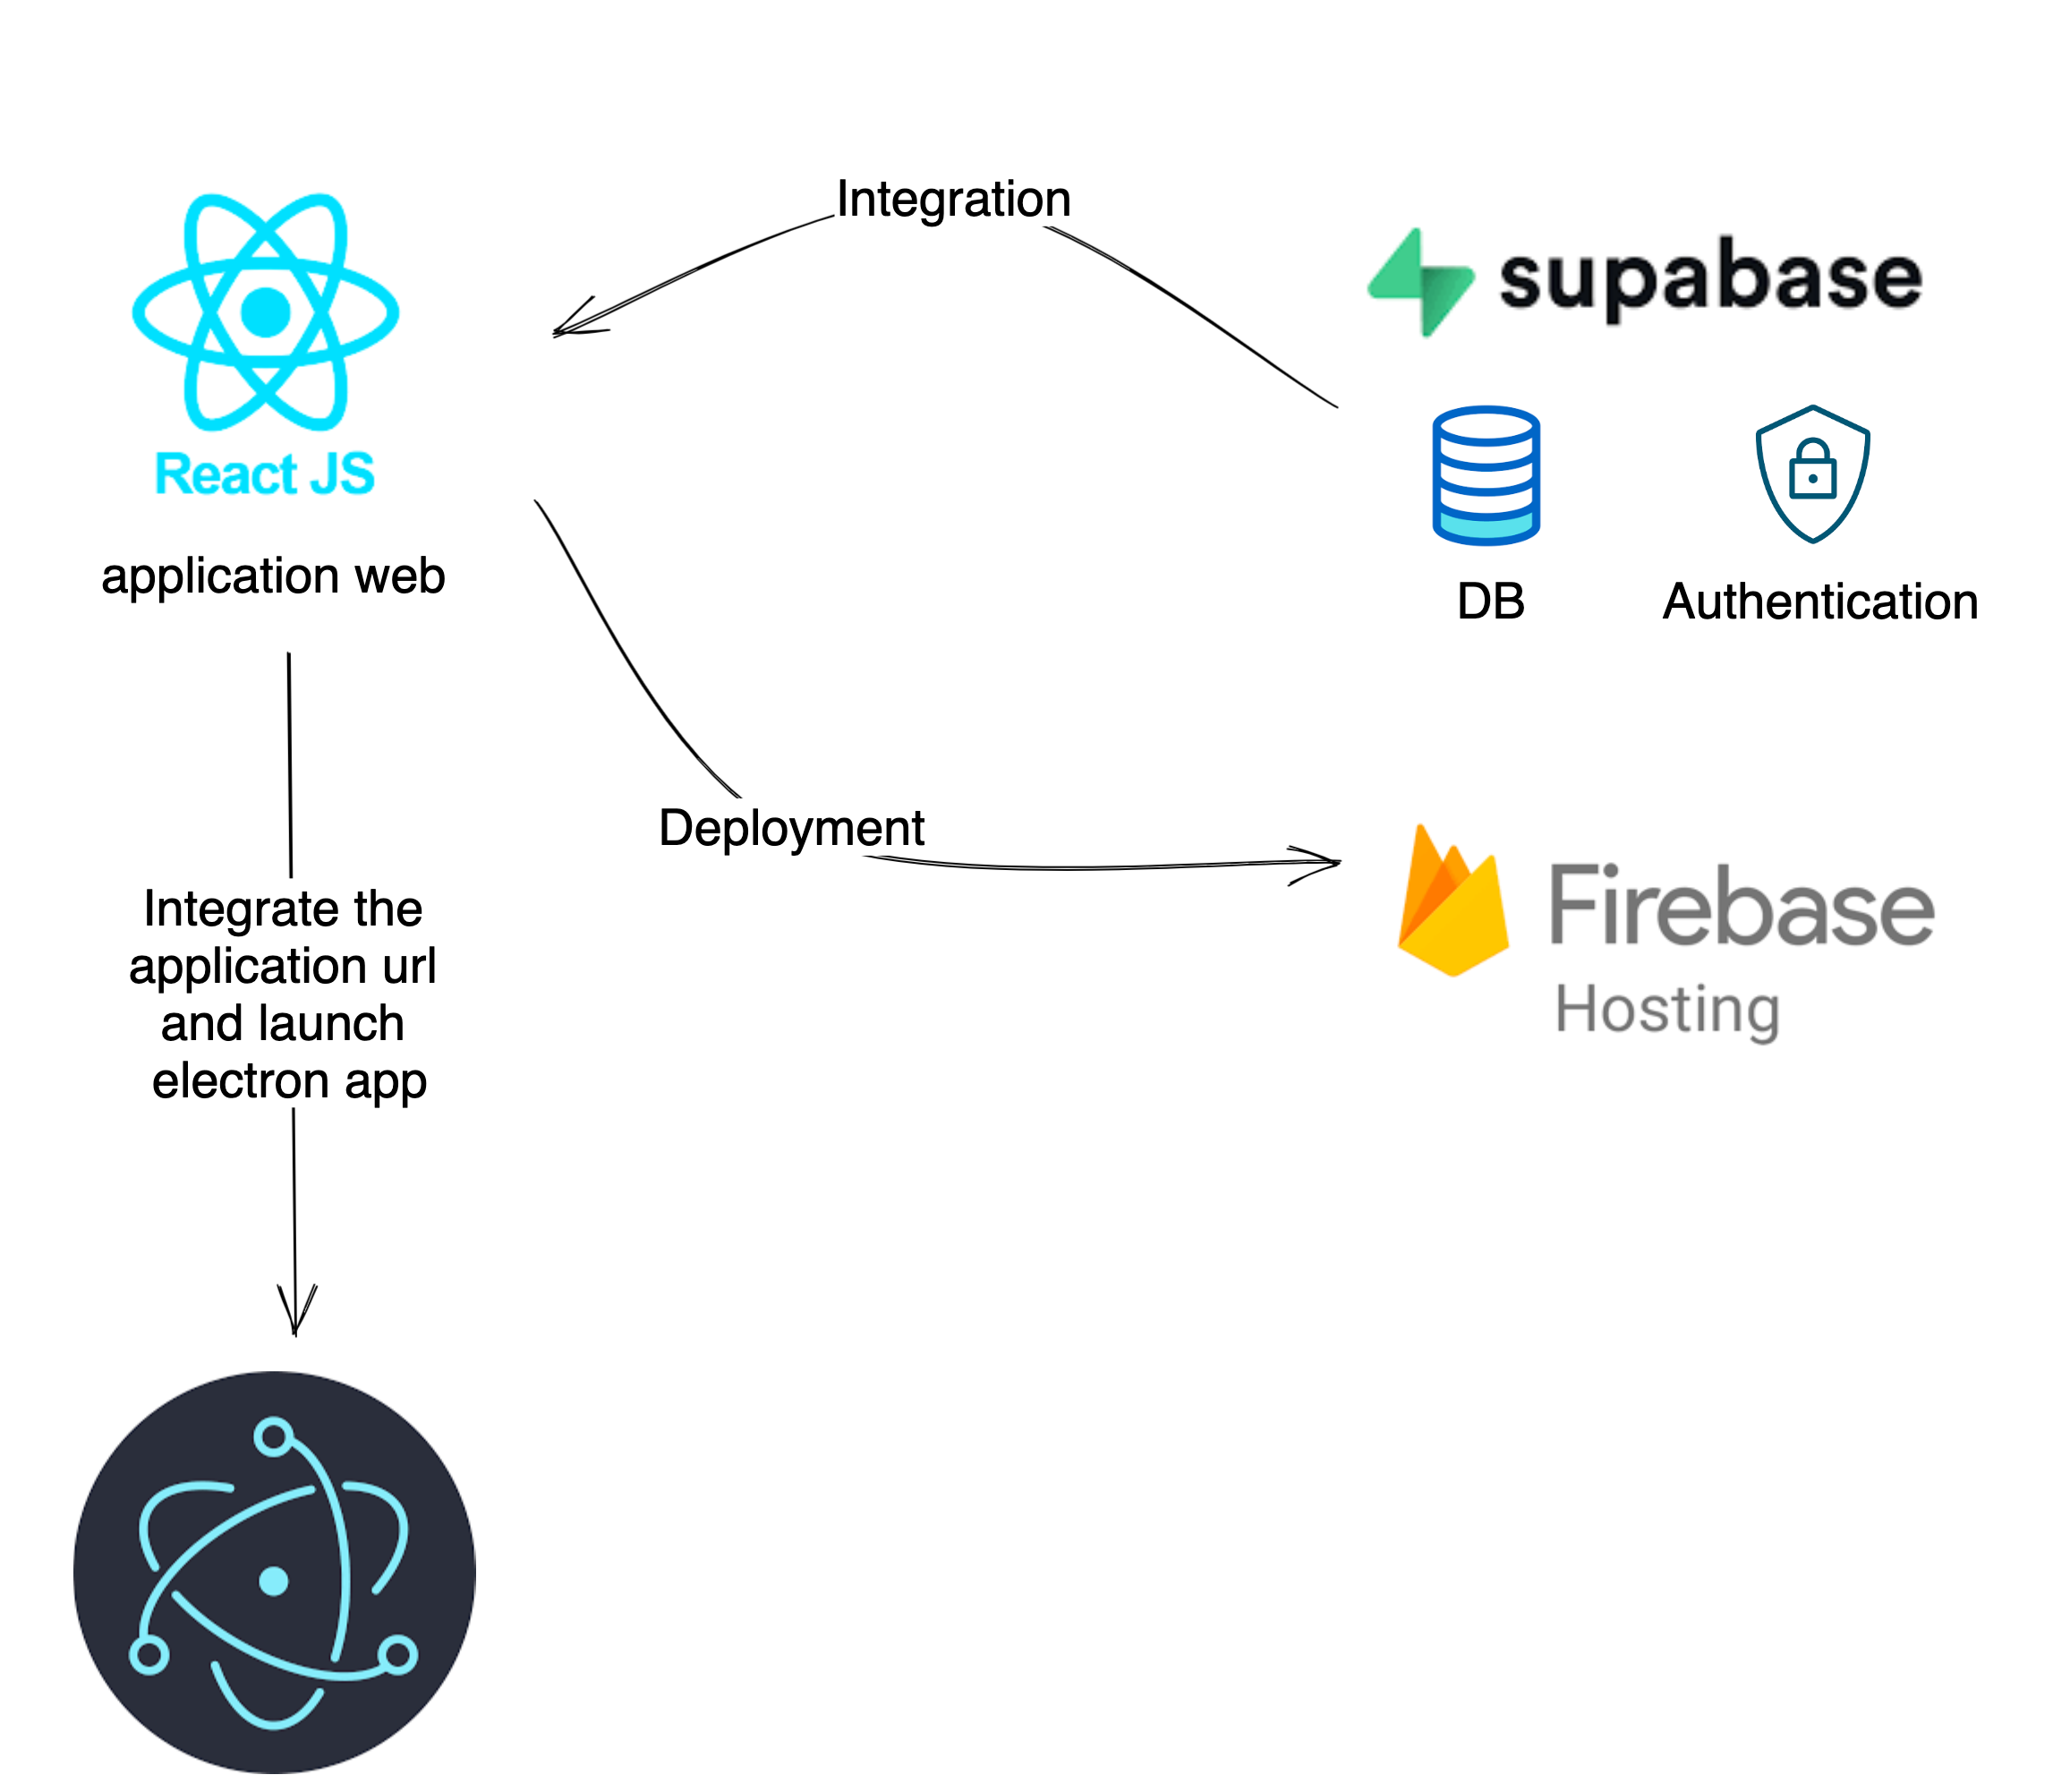 Integration
supabase
React JS
application web
DB
Authentication
Deployment
Firebase
Hosting
Integrate the
application url
and launch
electron app